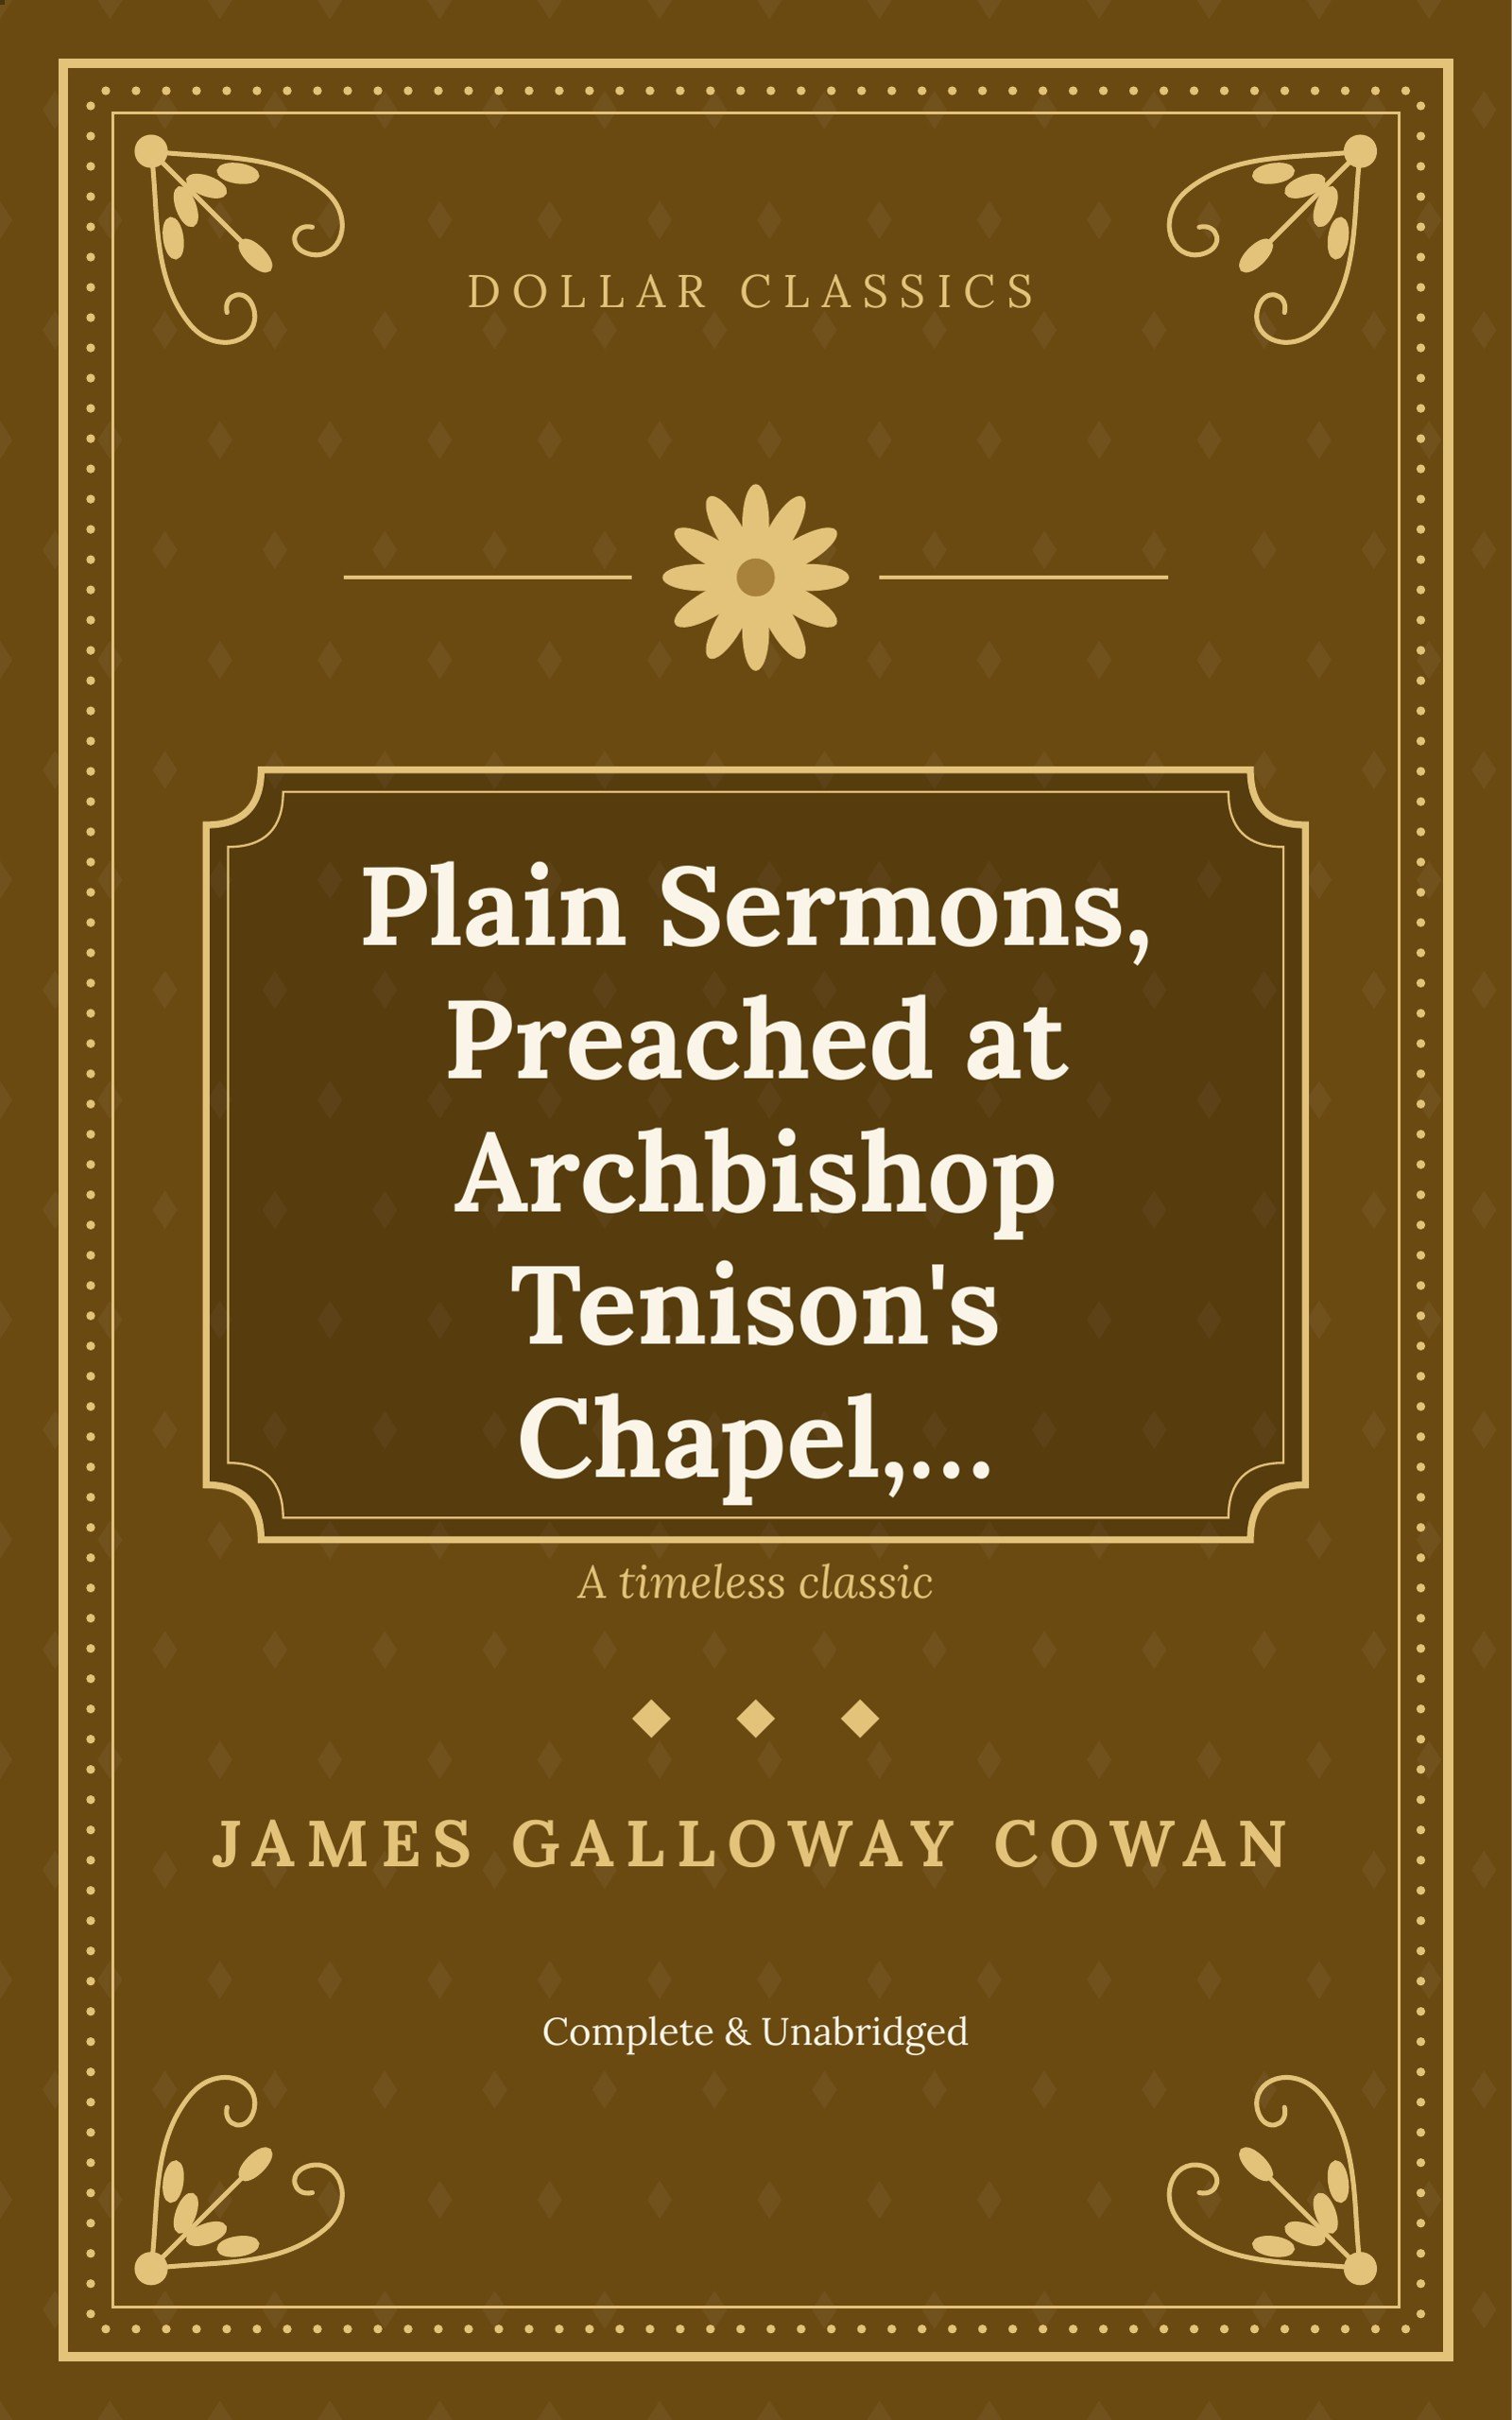 DOLLAR CLASSICS
Plain Sermons,
Preached at
Archbishop
Tenison's
Chapel,...
A timeless classic
JAMES GALLOWAY COWAN
Complete & Unabridged